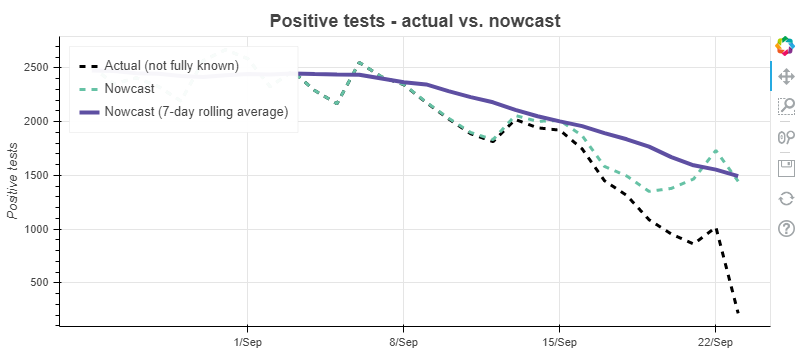 Positive tests - actual vs. nowcast
Actual (not fully known)
Nowcast
Nowcast (7-day rolling average)
Positive tests
2500
2000
1500
1000
500
1/Sep
8/Sep
15/Sep
22/Sep